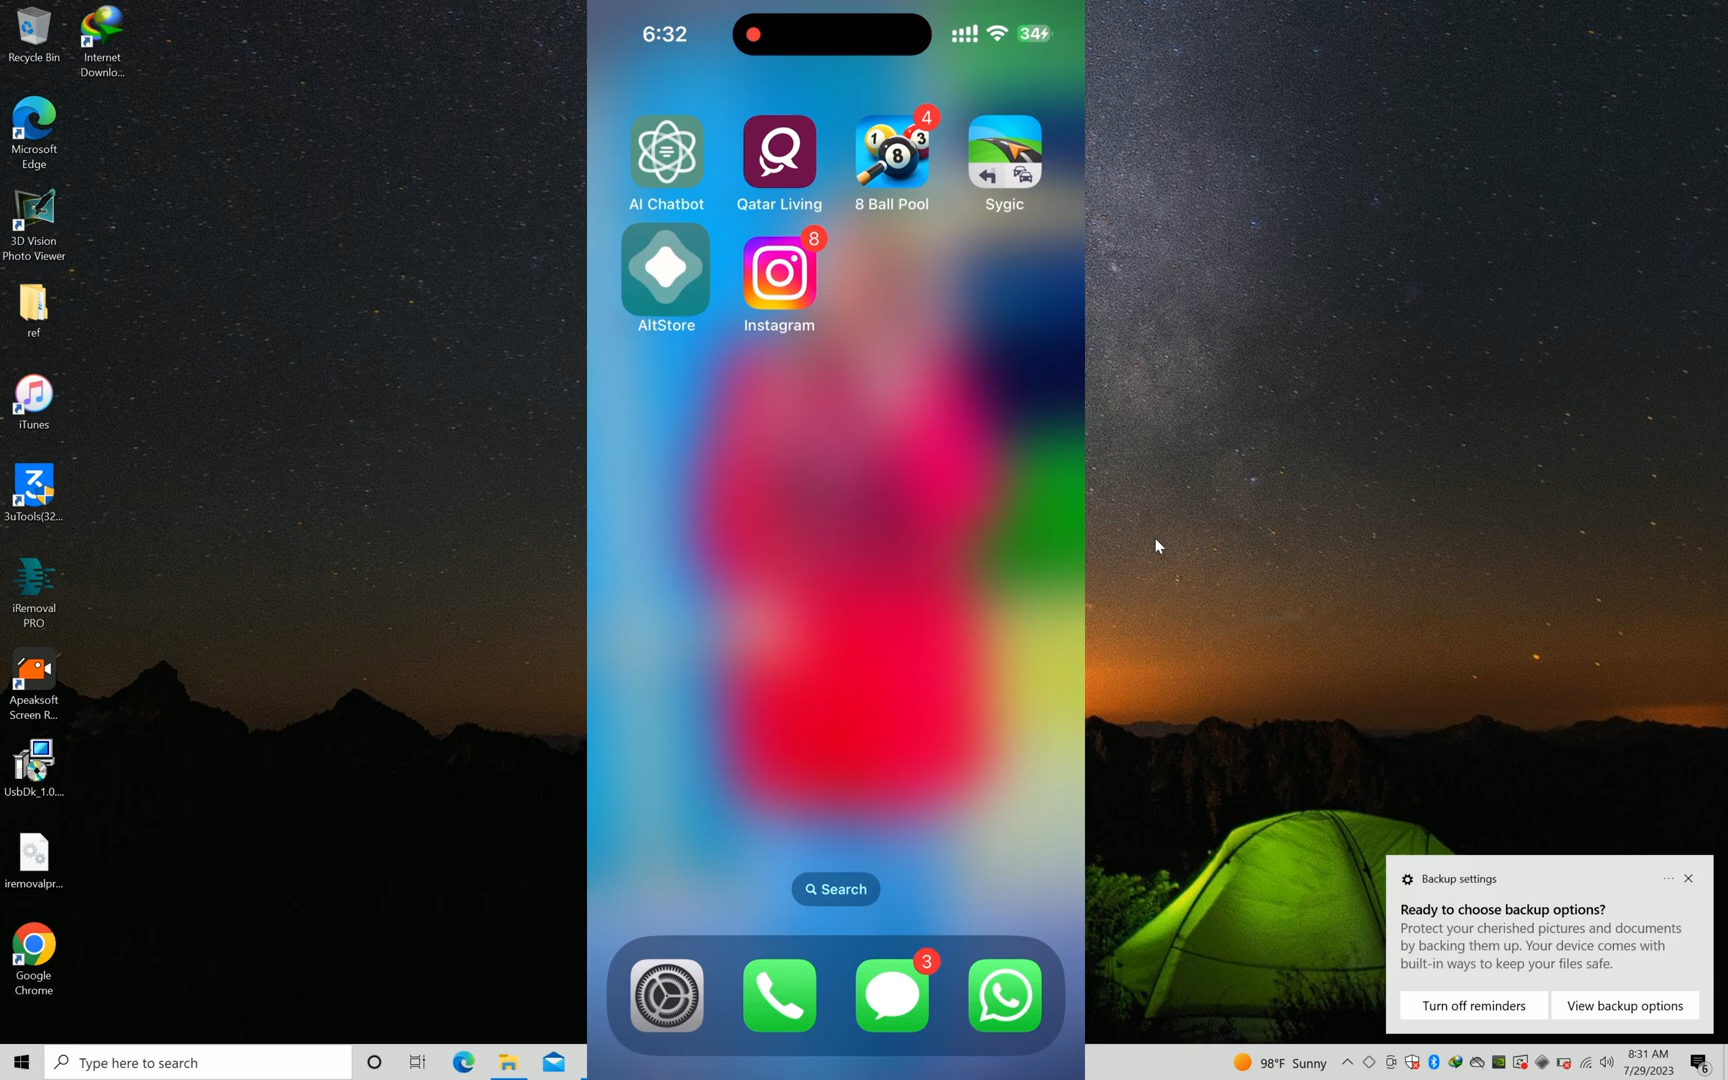 Recycle Bin
Internet
Downlo...
Microsoft
Edge
3D Vision
Photo Viewer
ref
iTunes
3uTools(32...
iRemoval
PRO
Apeaksoft
Screen R...
UsbDk_1.0....
iremovalpr...
Google
Chrome
6:32
34
4
1
3
8
AI Chatbot
Qatar Living
8 Ball Pool
Sygic
8
AltStore
Instagram
Search
3
Backup settings
Ready to choose backup options?
Protect your cherished pictures and documents
by backing them up. Your device comes with
built-in ways to keep your files safe.
Turn off reminders
View backup options
Type here to search
98°F Sunny
8:31 AM
7/29/2023
6